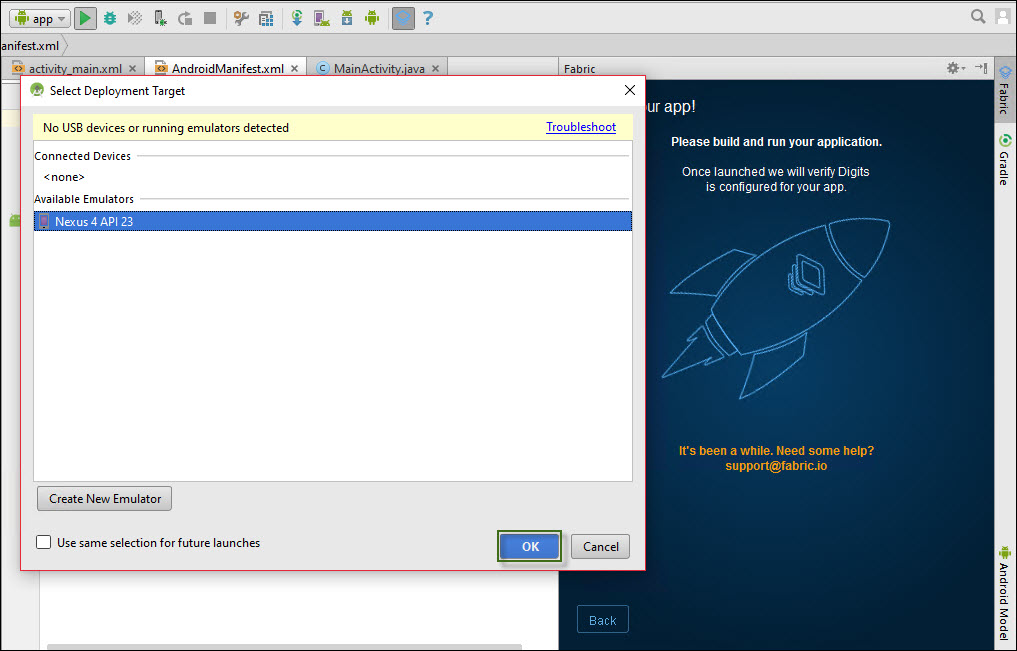 app
?
anifest.xml
activity_main.xml
AndroidManifest.xml
C MainActivity.java
Fabric
Select Deployment Target
No USB devices or running emulators detected
Troubleshoot
Connected Devices
<none>
Available Emulators
Nexus 4 API 23
Create New Emulator
Use same selection for future launches
OK
Cancel
ur app!
Please build and run your application.
Once launched we will verify Digits
is configured for your app.
It's been a while. Need some help?
support@fabric.io
Back
Fabric
Gradle
Android Model